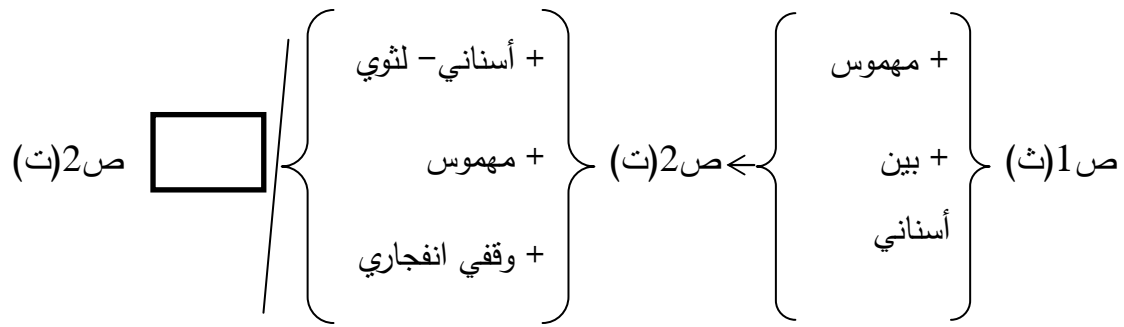 ص1(ث) + مهموس + بين أسناني ← ص2(ت) + أسناني- لثوي + مهموس + وقفي انفجاري / ص2(ت)